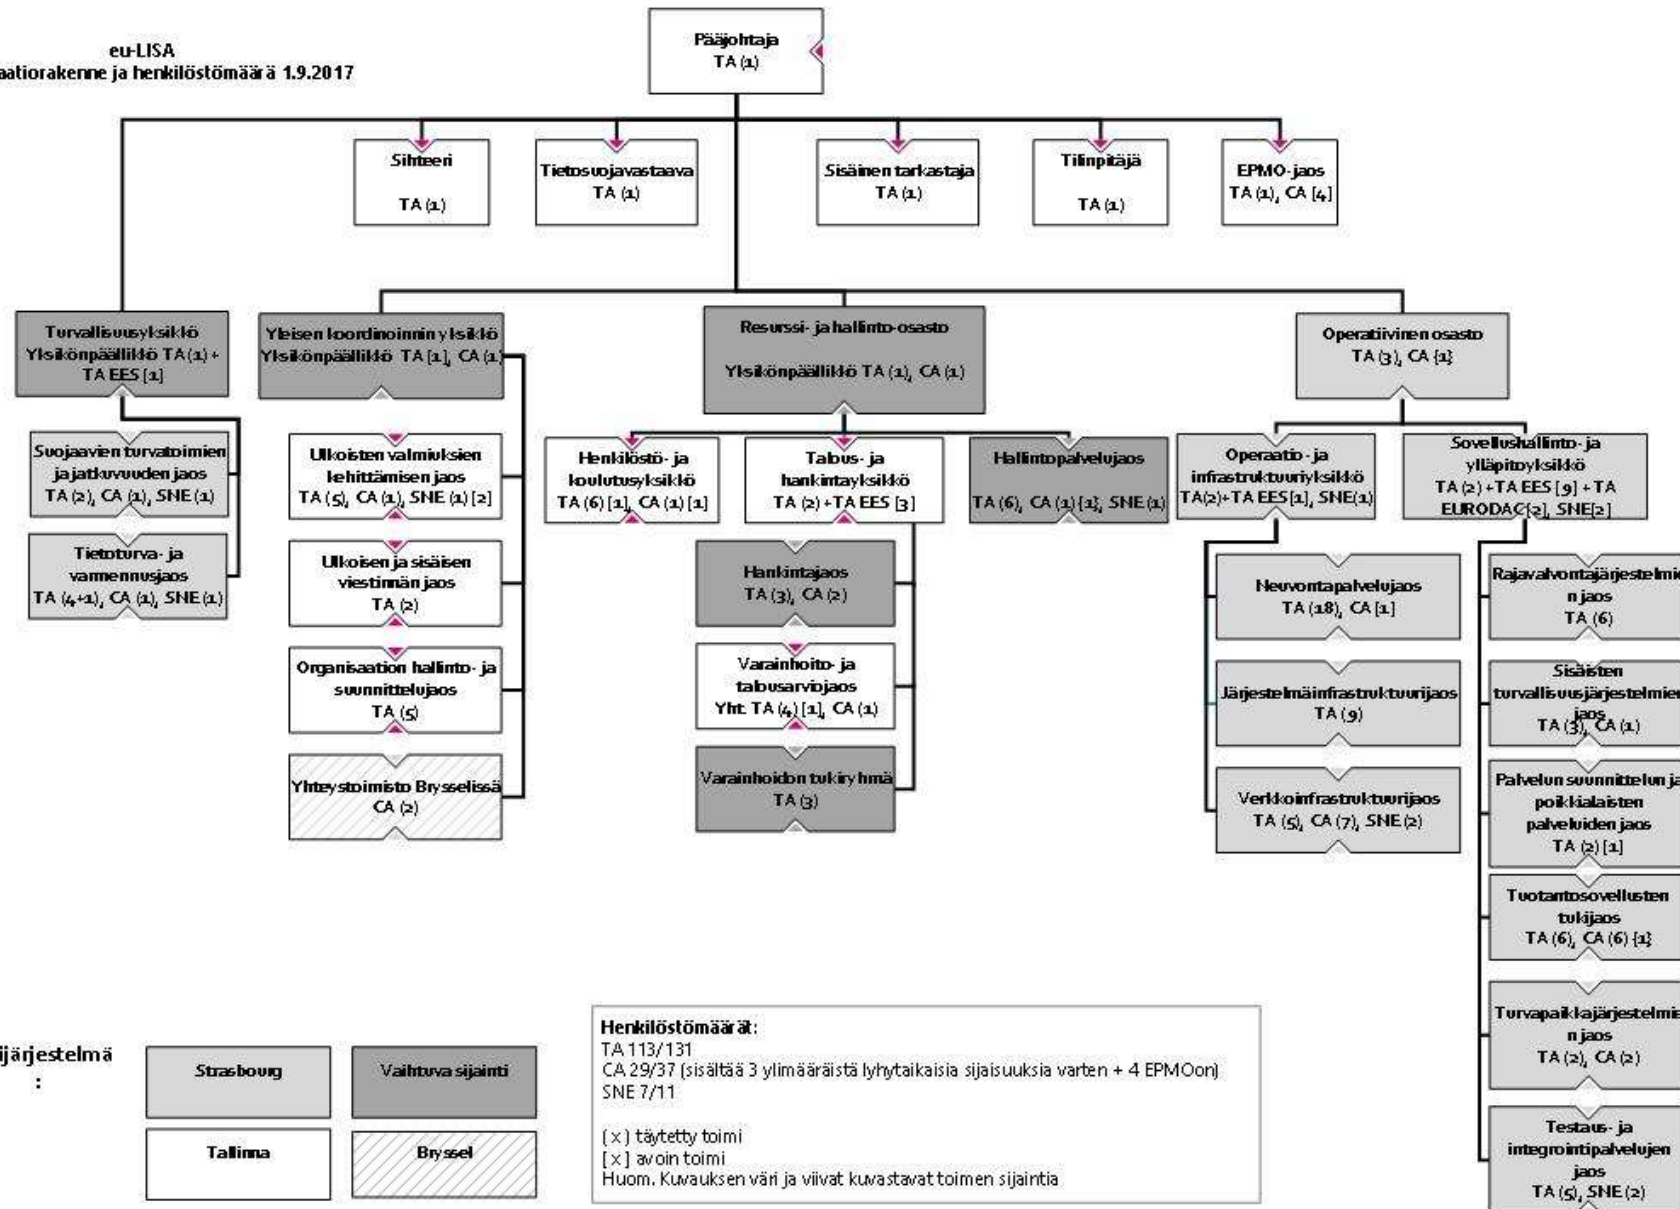 eu-LISA
aatiorakenne ja henkilöstömäärä 1.9.2017
Pääjohtaja
TA (1)
Sihteeri
TA (1)
Tietosuojavastaava
TA (1)
Sisäinen tarkastaja
TA (1)
Tilinpitäjä
TA (1)
EPMO-jaos
TA (1), CA [4]
Turvallisuusyksikkö
Yksikönpäällikkö TA (1) +
TA EES [1]
Yleisen koordinoinnin yksikkö
Yksikönpäällikkö TA [1], CA (1)
Resurssi- ja hallinto-osasto
Yksikönpäällikkö TA (1), CA (1)
Operatiivinen osasto
TA (3), CA {1}
Suojaavien turvatoimien
ja jatkuvuuden jaos
TA (2), CA (1), SNE (1)
Tietoturva- ja
varmennusjaos
TA (4+1), CA (1), SNE (1)
Ulkoisten valmiuksien
kehittämisen jaos
TA (5), CA (1), SNE (1) [2]
Ulkoisen ja sisäisen
viestinnän jaos
TA (2)
Organisaation hallinto- ja
suunnittelujaos
TA (5)
Yhteystoimisto Brysselissä
CA (2)
Henkilöstö- ja
koulutusyksikkö
TA (6) [1], CA (1) [1]
Talous- ja
hankintayksikkö
TA (2) + TA EES [3]
Hallintopalvelujaos
TA (6), CA (1) {1}, SNE (1)
Hankintajaos
TA (3), CA (2)
Varainhoito- ja
talousarviojaos
Yht. TA (4) [1], CA (1)
Varainhoidon tukiryhmä
TA (3)
Operaatio- ja
infrastruktuuriyksikkö
TA(2)+TA EES[1], SNE(1)
Neuvontapalvelujaos
TA (18), CA [1]
Järjestelmäinfrastruktuurijaos
TA (9)
Verkkoinfrastruktuurijaos
TA (5), CA (7), SNE (2)
Sovellushallinto- ja
ylläpitoyksikkö
TA (2) +TA EES [9] + TA
EURODAC[2], SNE[2]
Rajavalvontajärjestelmie
n jaos
TA (6)
Sisäisten
turvallisuusjärjestelmien
jaos
TA (3), CA (1)
Palvelun suunnittelun ja
poikkialaisten
palveluiden jaos
TA (2) [1]
Tuotantosovellusten
tukijaos
TA (6), CA (6) {1}
Turvapaikkajärjestelmie
n jaos
TA (2), CA (2)
Testaus- ja
integrointipalvelujen
jaos
TA (5), SNE (2)
ijärjestelmä
:
Strasbourg
Vaihtuva sijainti
Tallinna
Bryssel
Henkilöstömäärät:
TA 113/131
CA 29/37 (sisältää 3 ylimääräistä lyhytaikaisia sijaisuuksia varten + 4 EPMOon)
SNE 7/11
( x ) täytetty toimi
[ x ] avoin toimi
Huom. Kuvauksen väri ja viivat kuvastavat toimen sijaintia